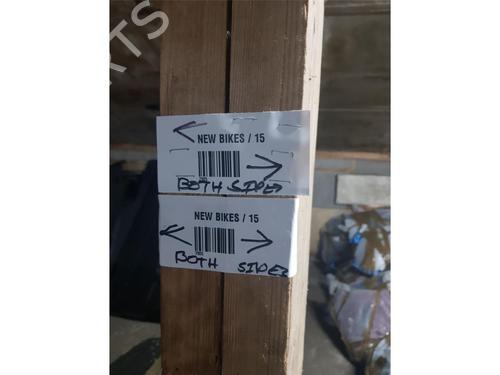 NEW BIKES / 15
BOTH SIDES
NEW BIKES / 15
BOTH SIDES